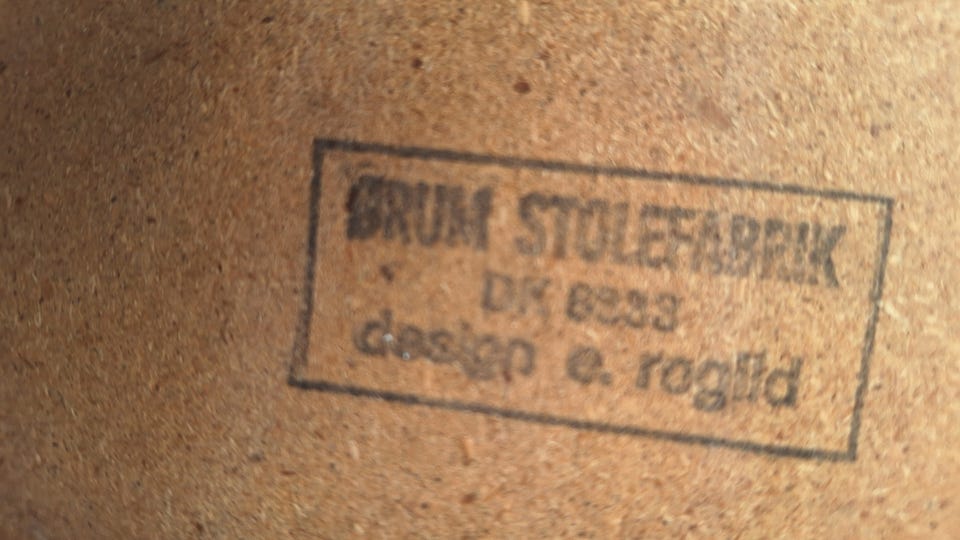 ØRUM STOLEFABRIK
DK 8833
design e. rogild